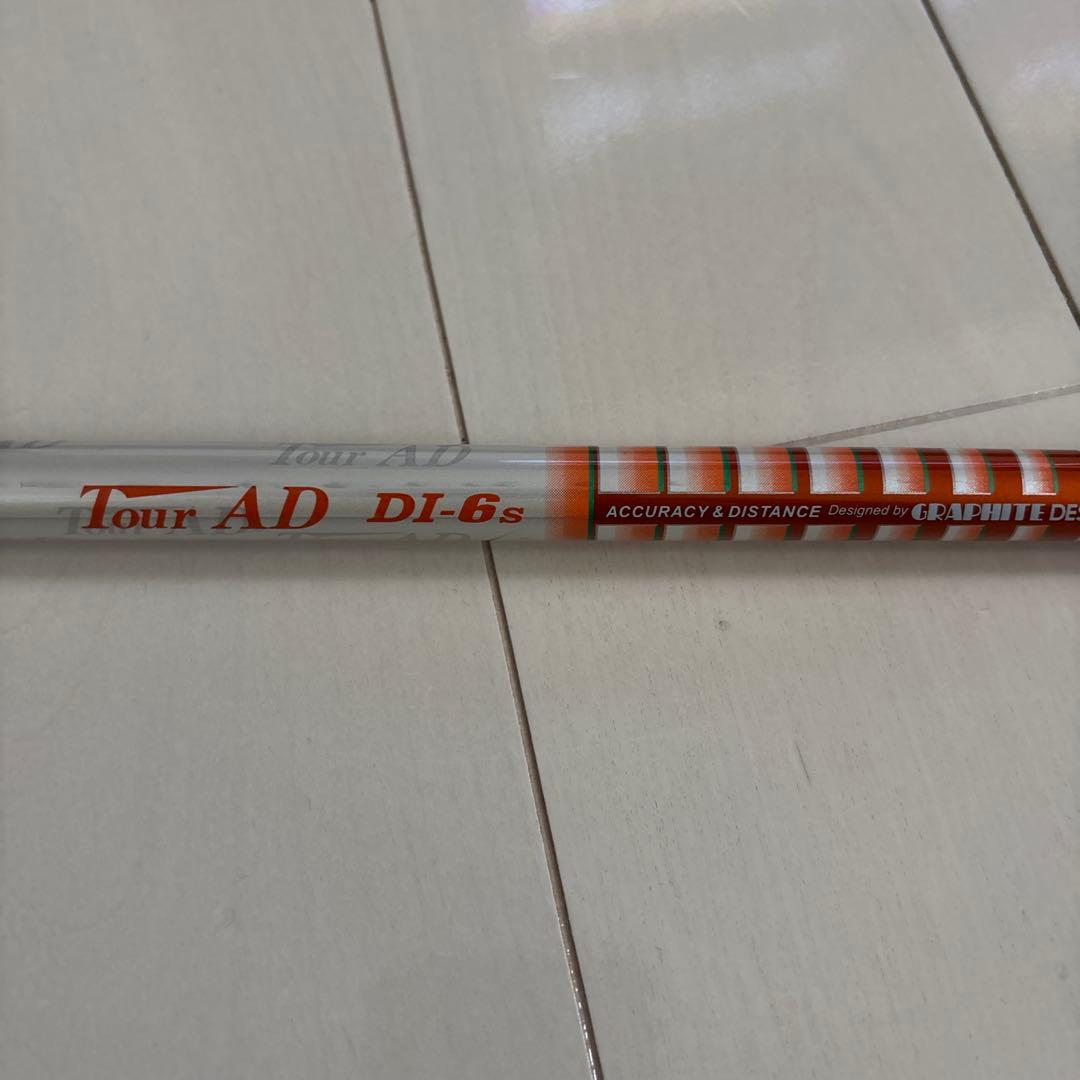 Tour AD
Tour AD DI-6s
ACCURACY & DISTANCE Designed by GRAPHITE DES